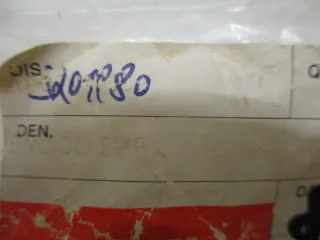 DIS.
Q
201180
DEN.
D